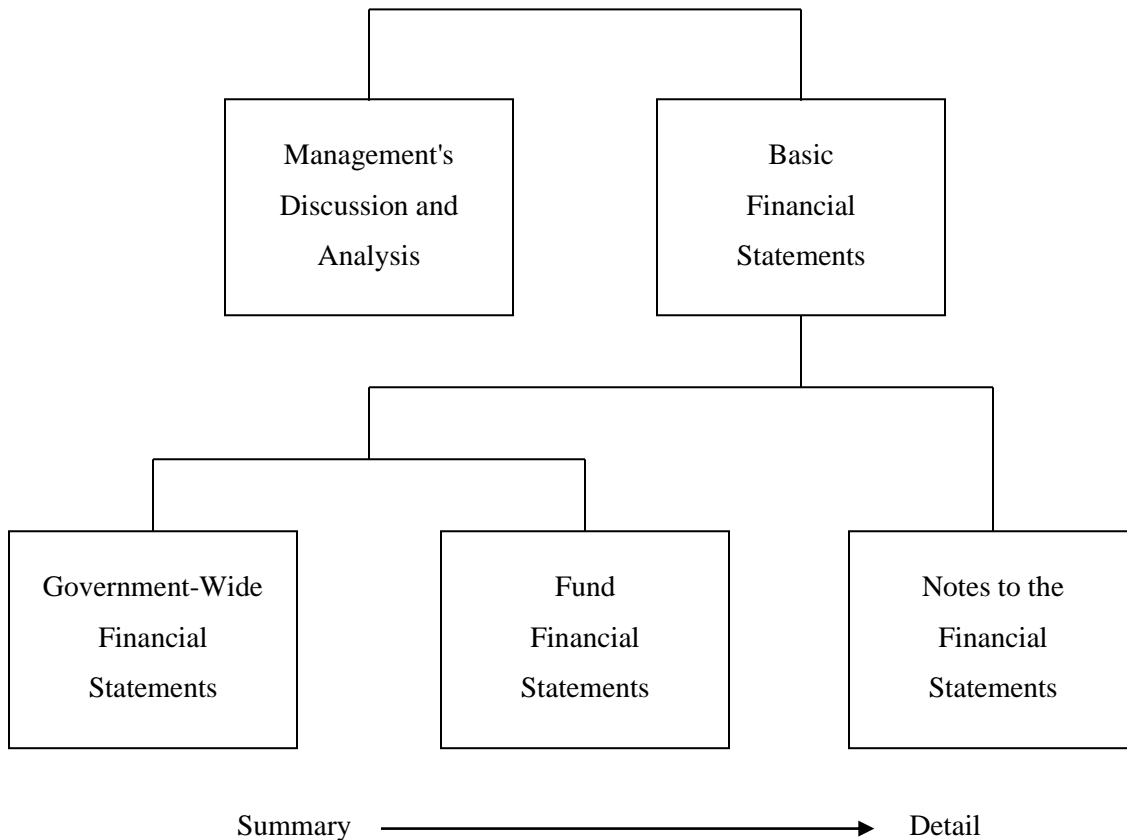 Management's
Discussion and
Analysis
Basic
Financial
Statements
Government-Wide
Financial
Statements
Fund
Financial
Statements
Notes to the
Financial
Statements
Summary
Detail